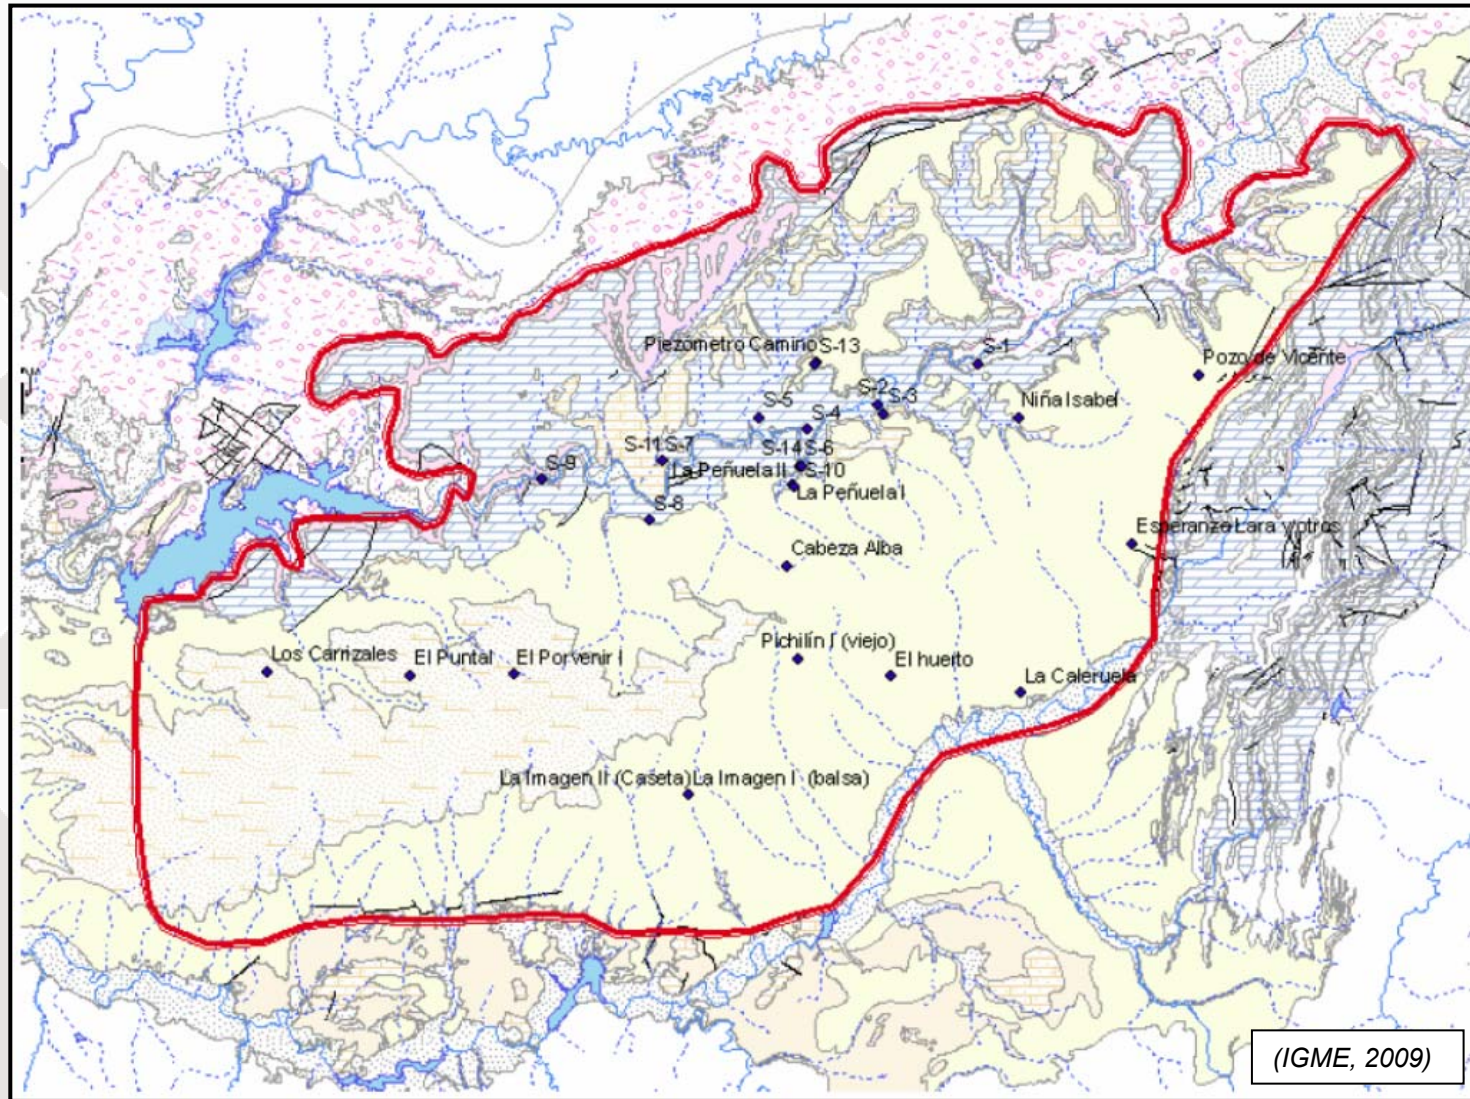 Piezómetro Camino S-13
S-1
Pozo de Vicente
S-2
S-3
Niña Isabel
S-5
S-4
S-11 S-7
S-14 S-6
S-9
La Peñuela II
S-10
La Peñuela I
S-8
Esperanza Lara y otros
Cabeza Alba
Pichilín I (viejo)
Los Carrizales
El Puntal
El Porvenir I
El huerto
La Caleruela
La Imagen II (Caseta) La Imagen I (balsa)
(IGME, 2009)